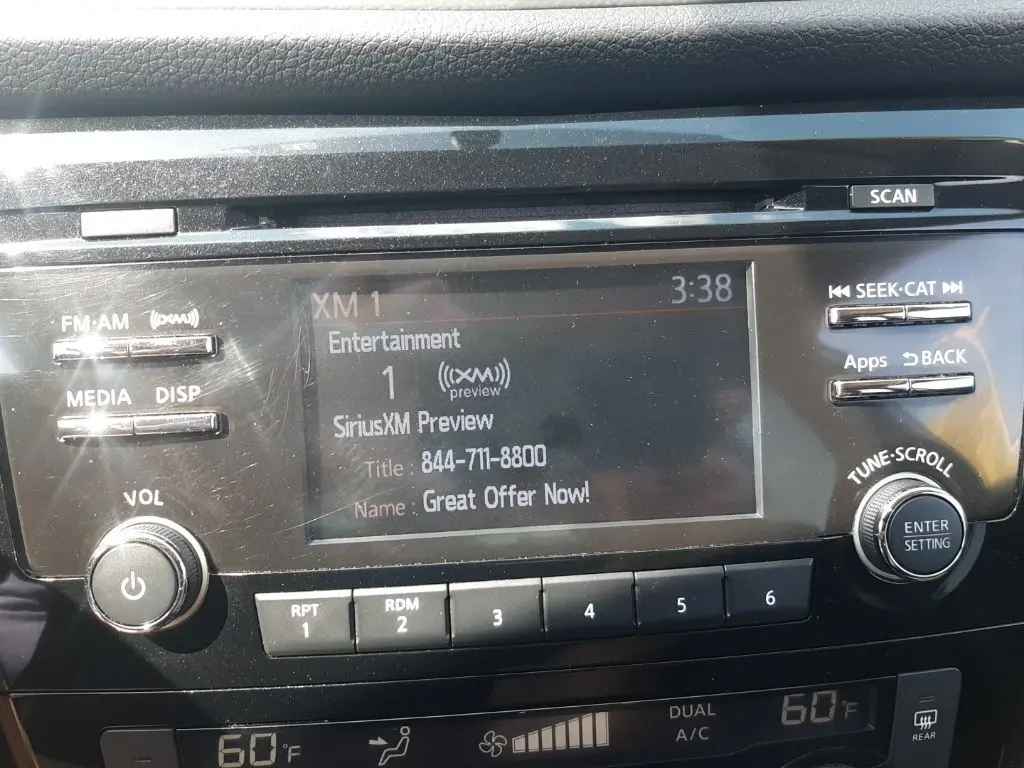 SCAN
XM 1 3:38
Entertainment
1 ((XM)) preview
SiriusXM Preview
Title : 844-711-8800
Name : Great Offer Now!
FM·AM ((XM))
MEDIA DISP
VOL
SEEK·CAT
Apps BACK
TUNE·SCROLL
ENTER
SETTING
RPT 1
RDM 2
3
4
5
6
60°F
DUAL
A/C
60°F
REAR